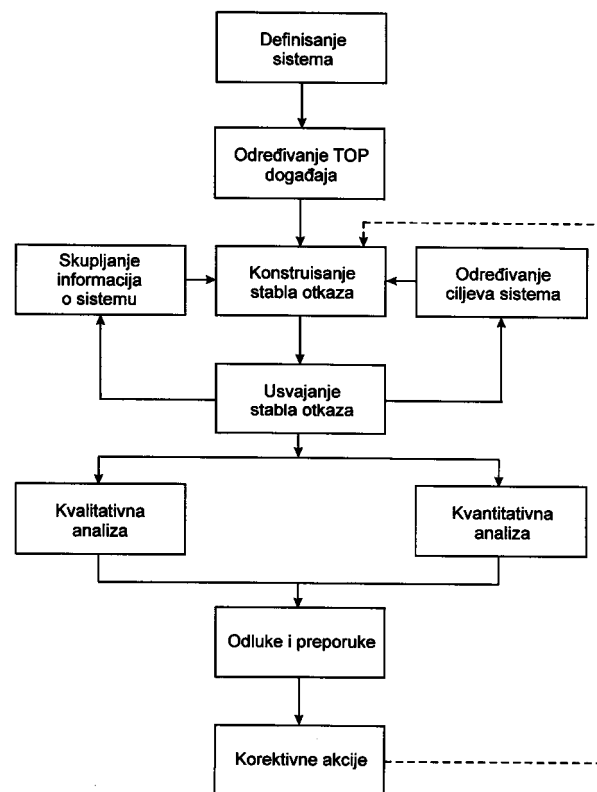 Definisanje
sistema
Određivanje TOP
događaja
Skupljanje
informacija
o sistemu
Konstruisanje
stabla otkaza
Određivanje
ciljeva sistema
Usvajanje
stabla otkaza
Kvalitativna
analiza
Kvantitativna
analiza
Odluke i preporuke
Korektivne akcije